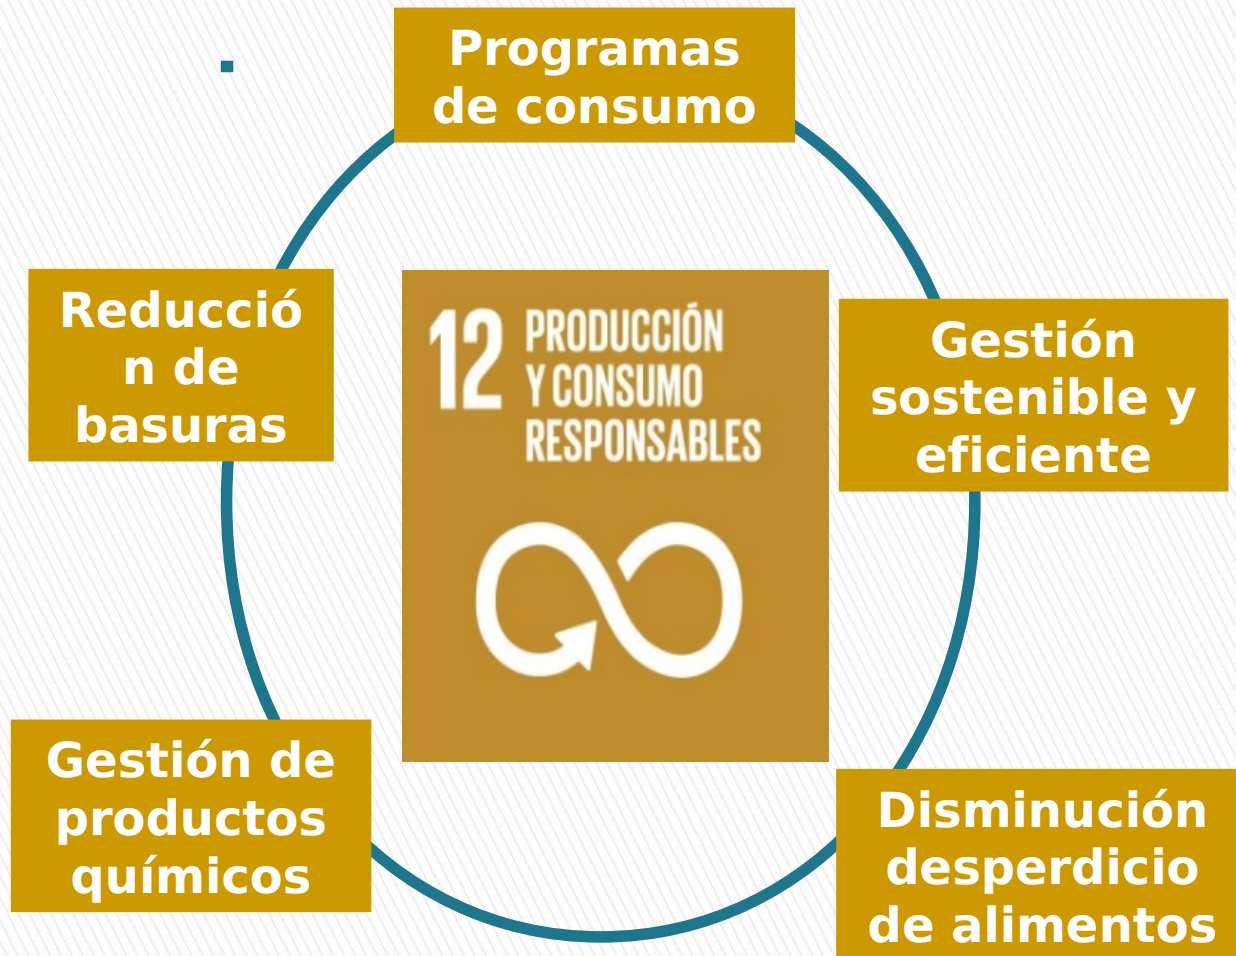 Programas
de consumo
Reducció
n de
basuras
12 PRODUCCIÓN
Y CONSUMO
RESPONSABLES
Gestión
sostenible y
eficiente
Gestión de
productos
químicos
Disminución
desperdicio
de alimentos